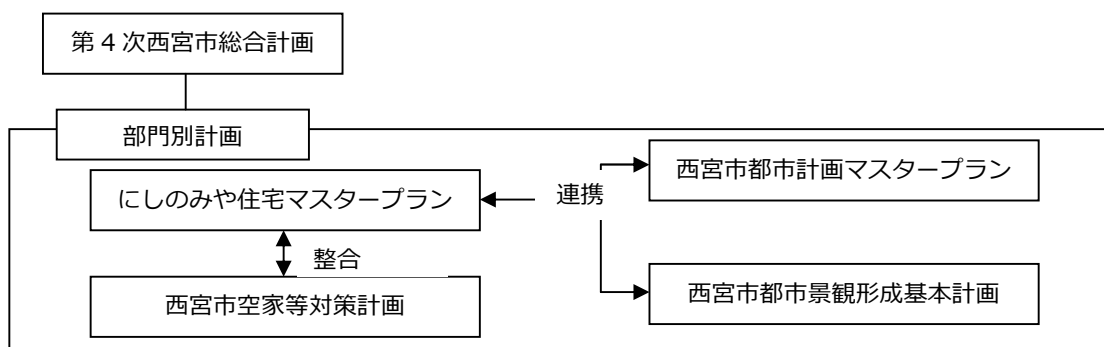 第4次西宮市総合計画
部門別計画
にしのみや住宅マスタープラン
連携
西宮市都市計画マスタープラン
整合
西宮市空家等対策計画
西宮市都市景観形成基本計画